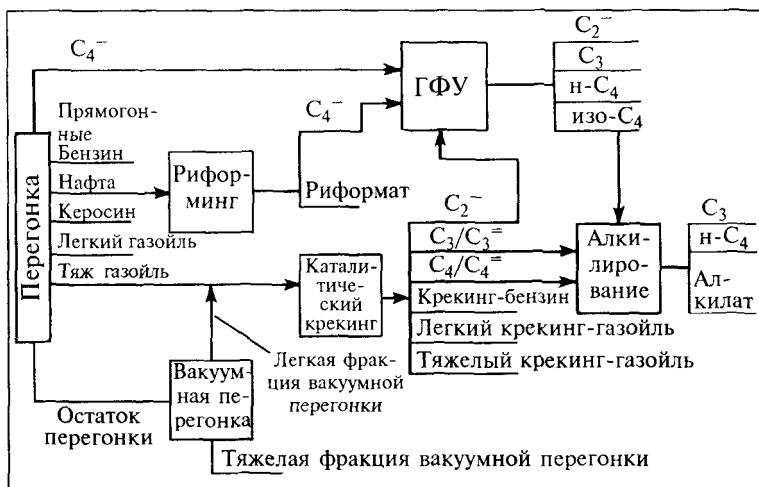 C₄⁻
ГФУ
C₂⁻
C₃
н-C₄
изо-C₄
Перегонка
Прямогон-
ные
Бензин
Нафта
Керосин
Легкий газойль
Тяж газойль
Рифор-
минг
C₄⁻
Риформат
Катали-
тический
крекинг
C₂⁻
C₃/C₃⁼
C₄/C₄⁼
Крекинг-бензин
Легкий крекинг-газойль
Тяжелый крекинг-газойль
Алки-
лиро-
вание
C₃
н-C₄
Ал-
килат
Остаток
перегонки
Вакуум-
ная пе-
регонка
Легкая фрак-
ция вакуумной
перегонки
Тяжелая фракция вакуумной перегонки